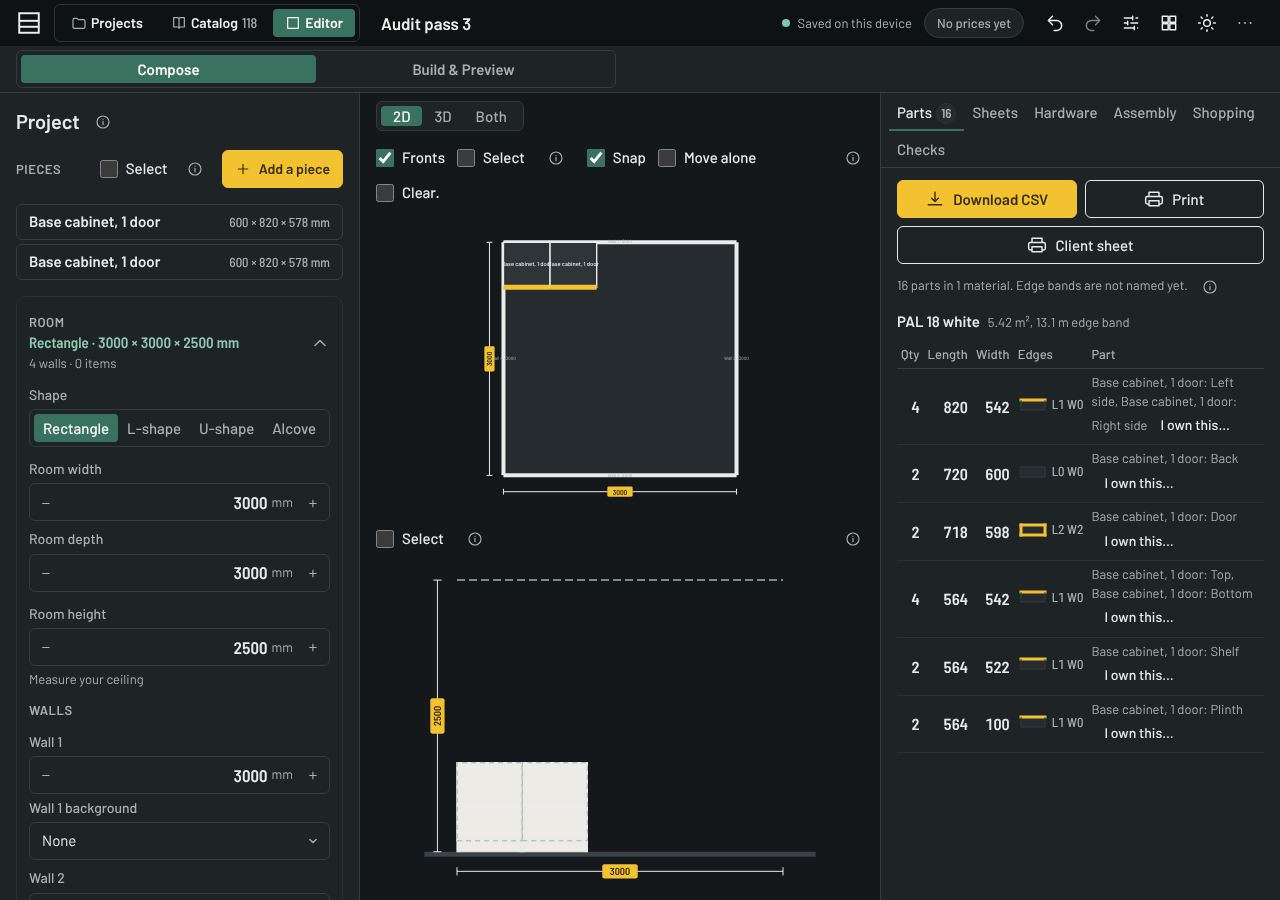 Projects
Catalog 118
Editor
Audit pass 3
Saved on this device
No prices yet
Compose
Build & Preview
Project
PIECES
Select
Add a piece
Base cabinet, 1 door 600 × 820 × 578 mm
Base cabinet, 1 door 600 × 820 × 578 mm
ROOM
Rectangle · 3000 × 3000 × 2500 mm
4 walls · 0 items
Shape
Rectangle L-shape U-shape Alcove
Room width
− 3000 mm +
Room depth
− 3000 mm +
Room height
− 2500 mm +
Measure your ceiling
WALLS
Wall 1
− 3000 mm +
Wall 1 background
None
Wall 2
2D 3D Both
Fronts Select Snap Move alone
Clear.
Base cabinet, 1 door
Base cabinet, 1 door
3000
3000
Select
2500
3000
Parts 16 Sheets Hardware Assembly Shopping
Checks
Download CSV
Print
Client sheet
16 parts in 1 material. Edge bands are not named yet.
PAL 18 white 5.42 m², 13.1 m edge band
Qty Length Width Edges Part
4 820 542 L1 W0 Base cabinet, 1 door: Left side, Base cabinet, 1 door: Right side I own this...
2 720 600 L0 W0 Base cabinet, 1 door: Back I own this...
2 718 598 L2 W2 Base cabinet, 1 door: Door I own this...
4 564 542 L1 W0 Base cabinet, 1 door: Top, Base cabinet, 1 door: Bottom I own this...
2 564 522 L1 W0 Base cabinet, 1 door: Shelf I own this...
2 564 100 L1 W0 Base cabinet, 1 door: Plinth I own this...